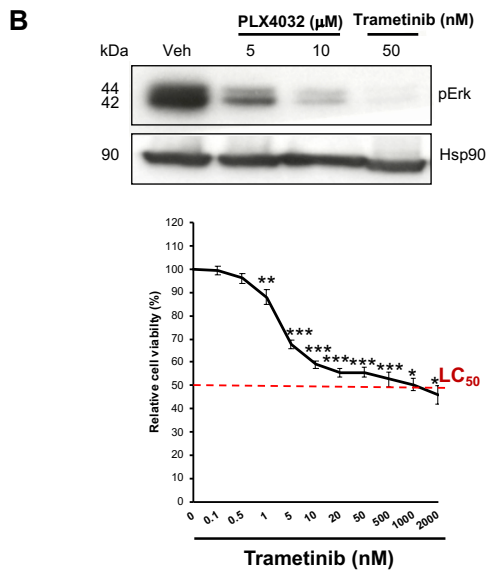 B
PLX4032 (µM) Trametinib (nM)
kDa Veh 5 10 50
44
42
pErk
90
Hsp90
120
110
100
90
80
70
60
50
40
30
20
10
0
Relative cell viability (%)
**
***
***
***
***
***
*
*
LC50
0 0.1 0.5 1 5 10 20 50 500 1000 2000
Trametinib (nM)